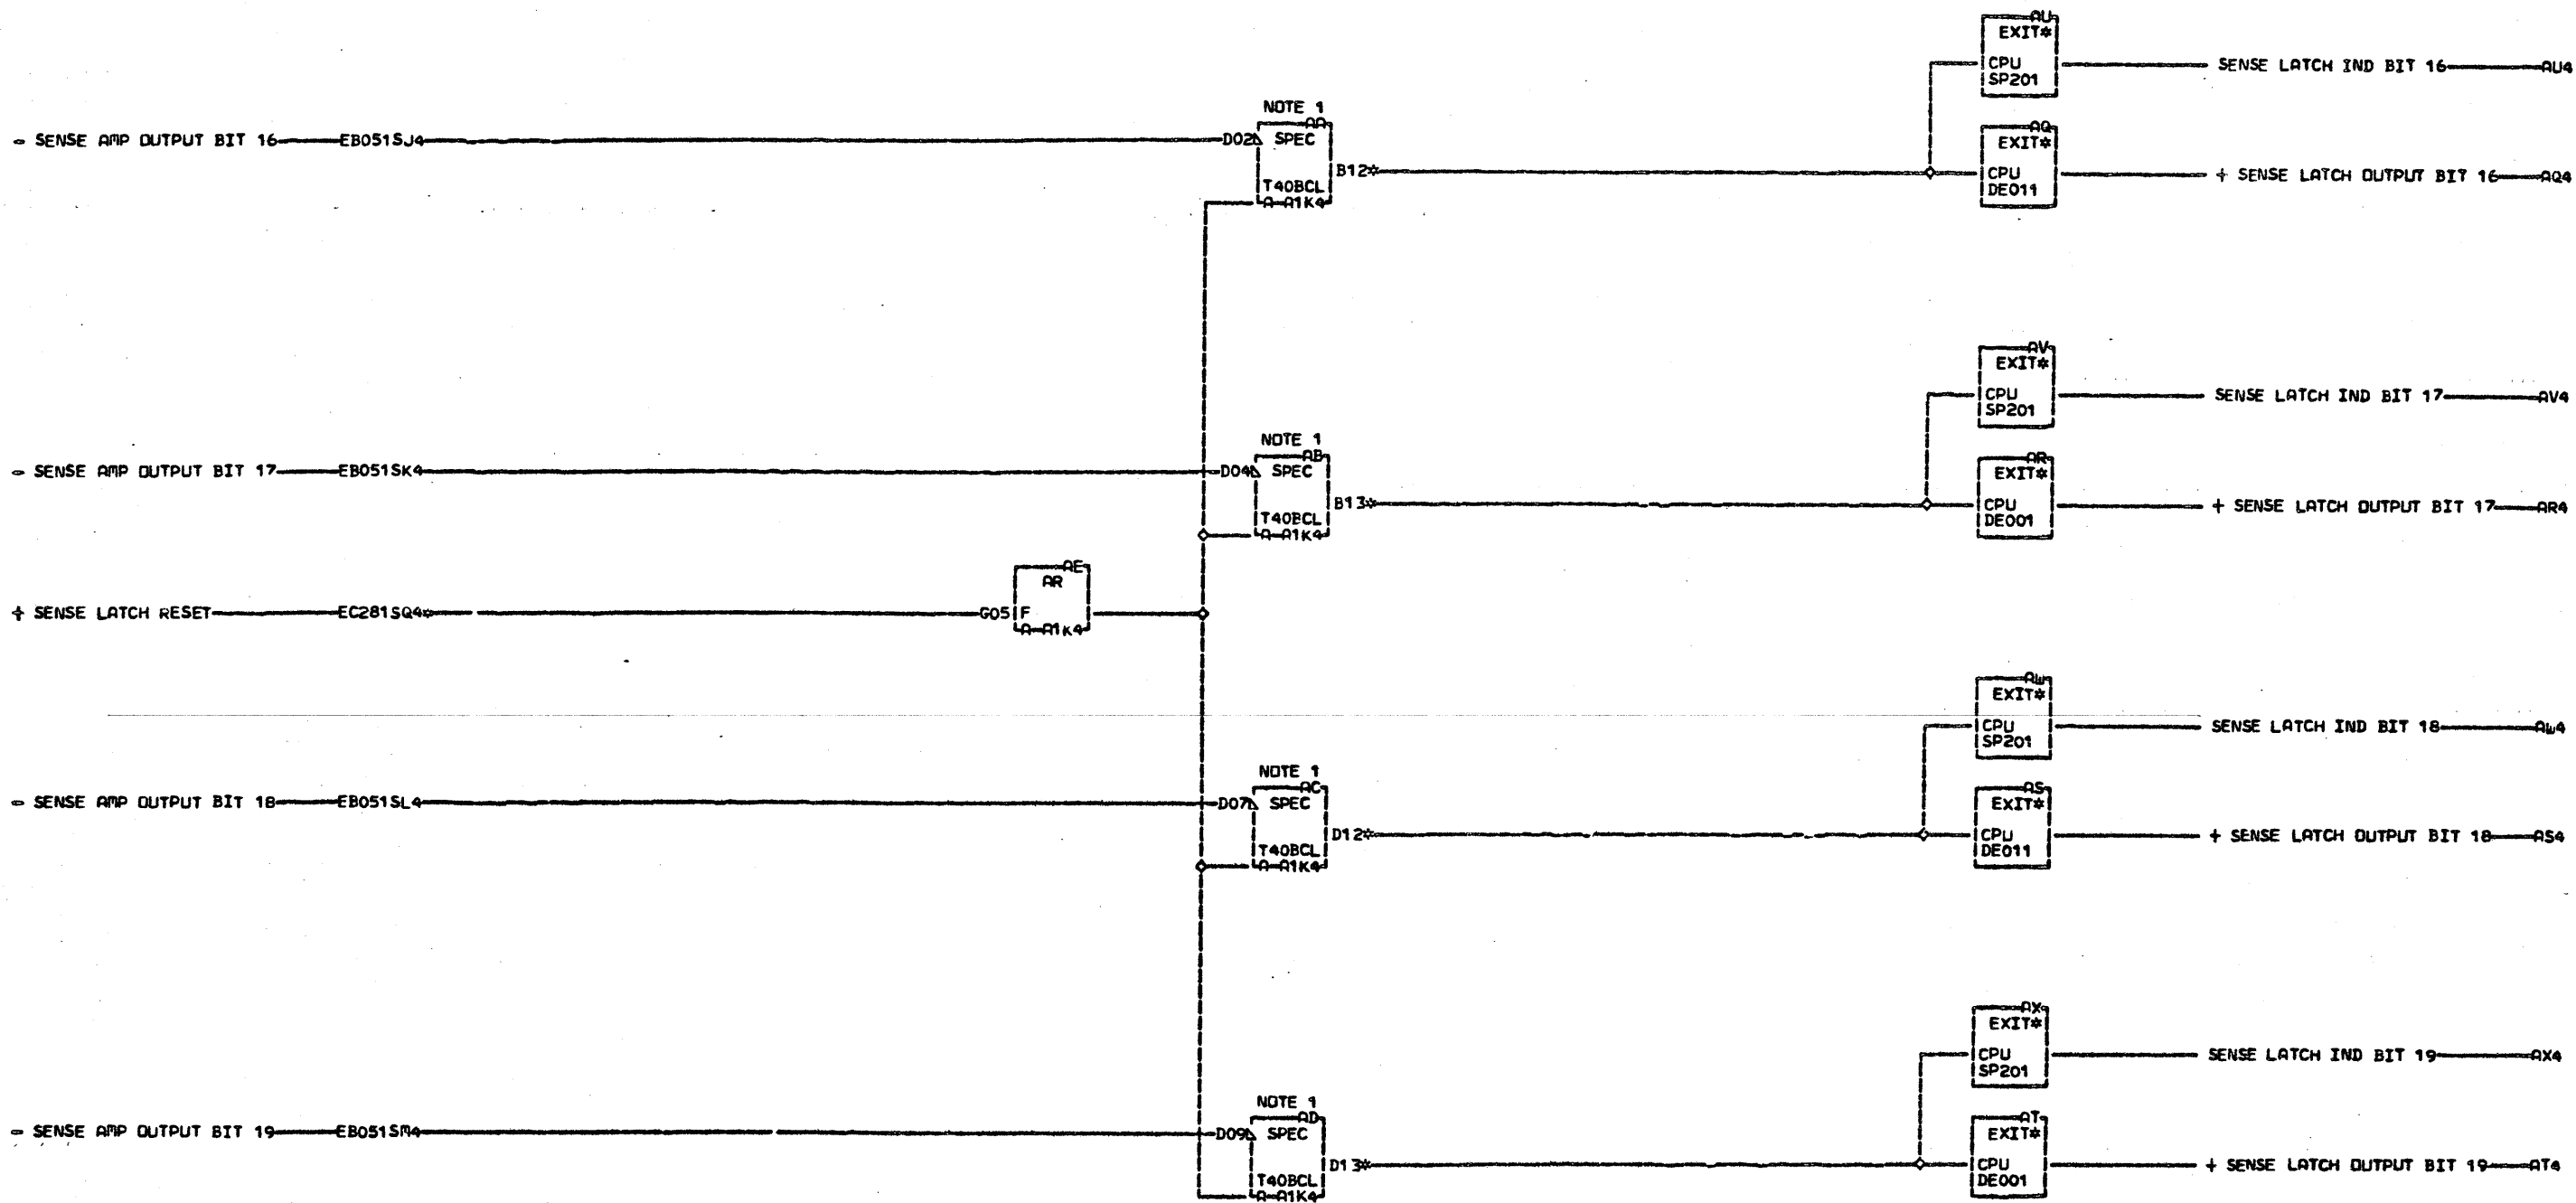 AU
EXIT*
CPU
SP201
SENSE LATCH IND BIT 16 AU4
NOTE 1
AA
- SENSE AMP OUTPUT BIT 16 EB051SJ4 D02 SPEC
T40BCL
A-A1K4
B12*
AQ
EXIT*
CPU
DE011
+ SENSE LATCH OUTPUT BIT 16 AQ4
AV
EXIT*
CPU
SP201
SENSE LATCH IND BIT 17 AV4
NOTE 1
AB
- SENSE AMP OUTPUT BIT 17 EB051SK4 D04 SPEC
T40BCL
A-A1K4
B13*
AR
EXIT*
CPU
DE001
+ SENSE LATCH OUTPUT BIT 17 AR4
AE
AR
+ SENSE LATCH RESET EC281SQ4* G05 F
A-A1K4
AW
EXIT*
CPU
SP201
SENSE LATCH IND BIT 18 AW4
NOTE 1
AC
- SENSE AMP OUTPUT BIT 18 EB051SL4 D07 SPEC
T40BCL
A-A1K4
D12*
AS
EXIT*
CPU
DE011
+ SENSE LATCH OUTPUT BIT 18 AS4
AX
EXIT*
CPU
SP201
SENSE LATCH IND BIT 19 AX4
NOTE 1
AD
- SENSE AMP OUTPUT BIT 19 EB051SM4 D09 SPEC
T40BCL
A-A1K4
D13*
AT
EXIT*
CPU
DE001
+ SENSE LATCH OUTPUT BIT 19 AT4